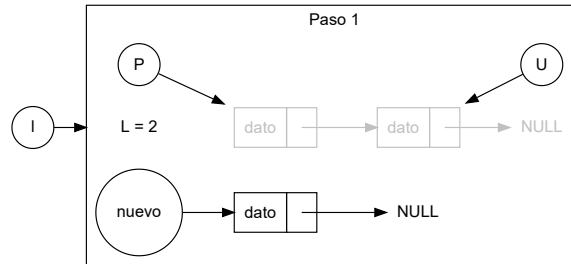 Paso 1
P
U
I
L = 2
dato
dato
NULL
nuevo
dato
NULL